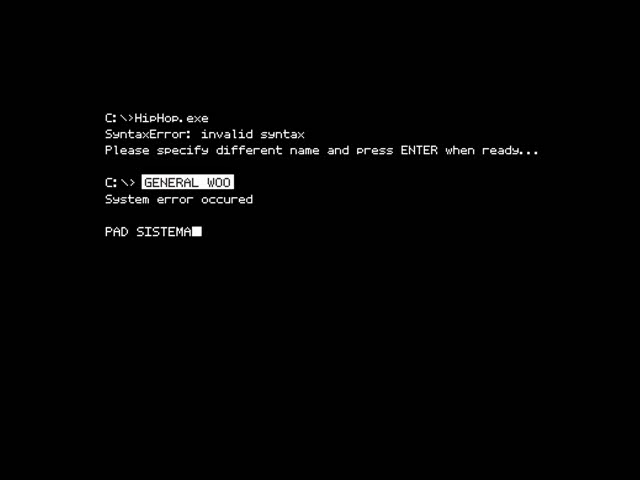 C:\>HipHop.exe
SyntaxError: invalid syntax
Please specify different name and press ENTER when ready...
C:\> GENERAL WOO
System error occured
PAD SISTEMA